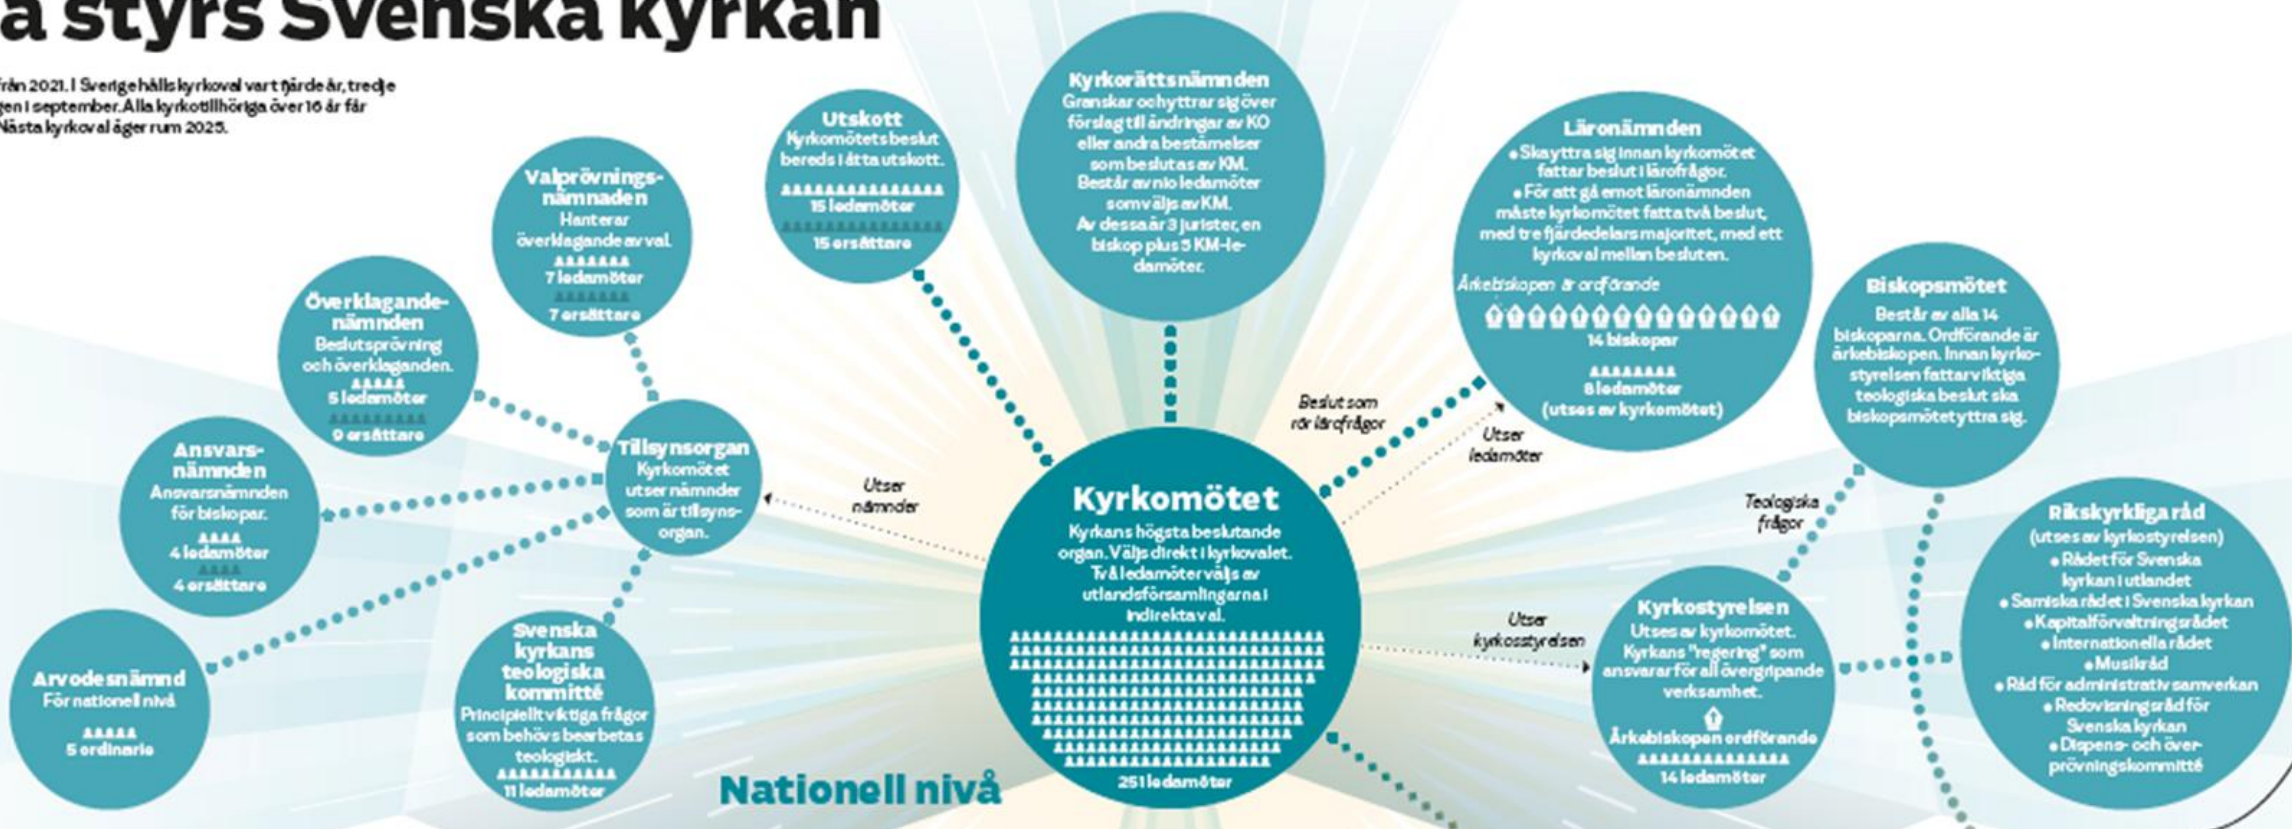 å styrs Svenska kyrkan
från 2021. I Sverige hålls kyrkoval vart fjärde år, tredje
gen i september. Alla kyrkotillhöriga över 16 år får
Nästa kyrkoval äger rum 2025.
Utskott
Kyrkomötets beslut
bereds i åtta utskott.
15 ledamöter
15 ersättare
Kyrkorättsnämnden
Granskar och yttrar sig över
förslag till ändringar av KO
eller andra bestämelser
som beslutas av KM.
Består av nio ledamöter
som väljs av KM.
Av dessa är 3 jurister, en
biskop plus 5 KM-le-
damöter.
Läronämnden
• Ska yttra sig innan kyrkomötet
fattar beslut i lärofrågor.
• För att gå emot läronämnden
måste kyrkomötet fatta två beslut,
med tre fjärdedelars majoritet, med ett
kyrkoval mellan besluten.
Ärkebiskopen är ordförande
14 biskopar
8 ledamöter
(utses av kyrkomötet)
Biskopsmötet
Består av alla 14
biskoparna. Ordförande är
ärkebiskopen. Innan kyrko-
styrelsen fattar viktiga
teologiska beslut ska
biskopsmötet yttra sig.
Valprövnings-
nämnaden
Hanterar
överklagande av val.
7 ledamöter
7 ersättare
Överklagande-
nämnden
Beslutsprövning
och överklaganden.
5 ledamöter
9 ersättare
Ansvars-
nämnden
Ansvarsnämnden
för biskopar.
4 ledamöter
4 ersättare
Arvodesnämnd
För nationell nivå
5 ordinarie
Svenska
kyrkans
teologiska
kommitté
Principiellt viktiga frågor
som behövs bearbetas
teologiskt.
11 ledamöter
Tillsynsorgan
Kyrkomötet
utser nämnder
som är tillsyns-
organ.
Utser
nämnder
Kyrkomötet
Kyrkans högsta beslutande
organ. Väljs direkt i kyrkovalet.
Två ledamöter väljs av
utlandsförsamlingarna i
indirekta val.
251 ledamöter
Beslut som
rör lärofrågor
Utser
ledamöter
Utser
kyrkosstyrelsen
Teologiska
frågor
Kyrkostyrelsen
Utses av kyrkomötet.
Kyrkans "regering" som
ansvarar för all övergripande
verksamhet.
Ärkebiskopen ordförande
14 ledamöter
Rikskyrkliga råd
(utses av kyrkostyrelsen)
• Rådet för Svenska
kyrkan i utlandet
• Samiska rådet i Svenska kyrkan
• Kapitalförvaltningsrådet
• Internationella rådet
• Musikråd
• Råd för administrativ samverkan
• Redovisningsråd för
Svenska kyrkan
• Dispens- och över-
prövningskommitté
Nationell nivå